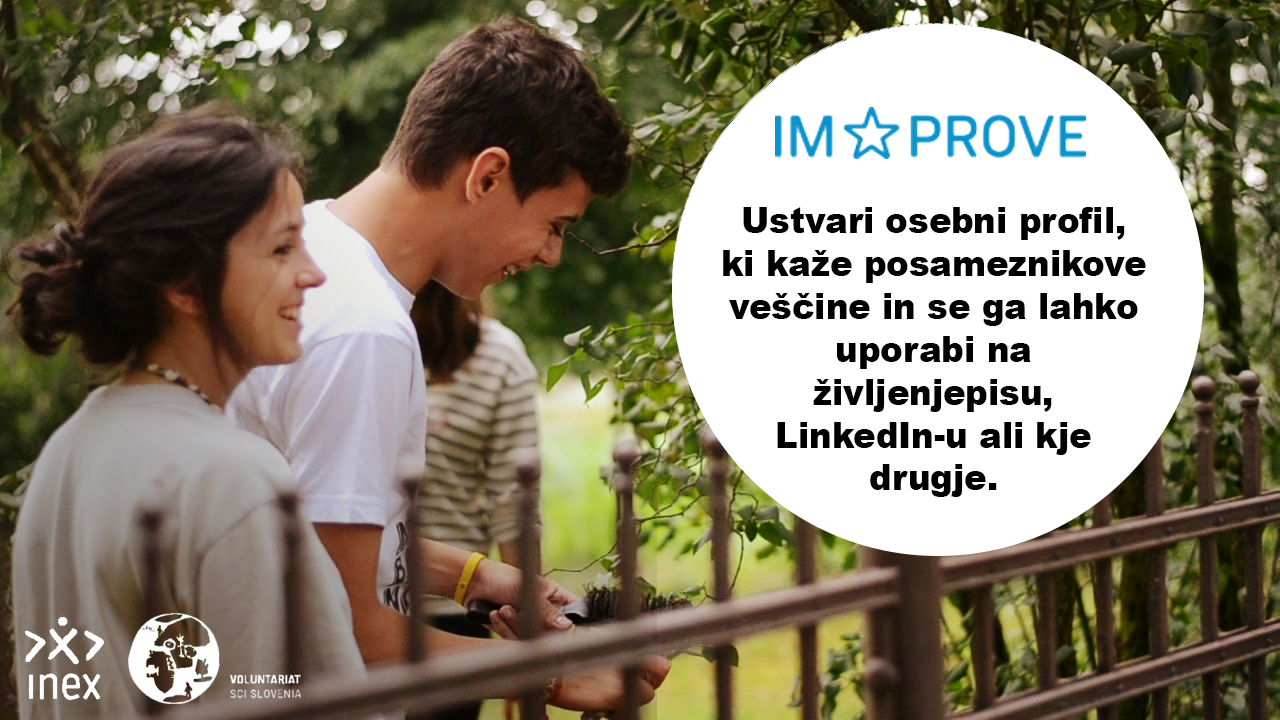 IM☆PROVE
Ustvari osebni profil,
ki kaže posameznikove
veščine in se ga lahko
uporabi na
življenjepisu,
LinkedIn-u ali kje
drugje.
inex
VOLUNTARIAT
SCI SLOVENIA